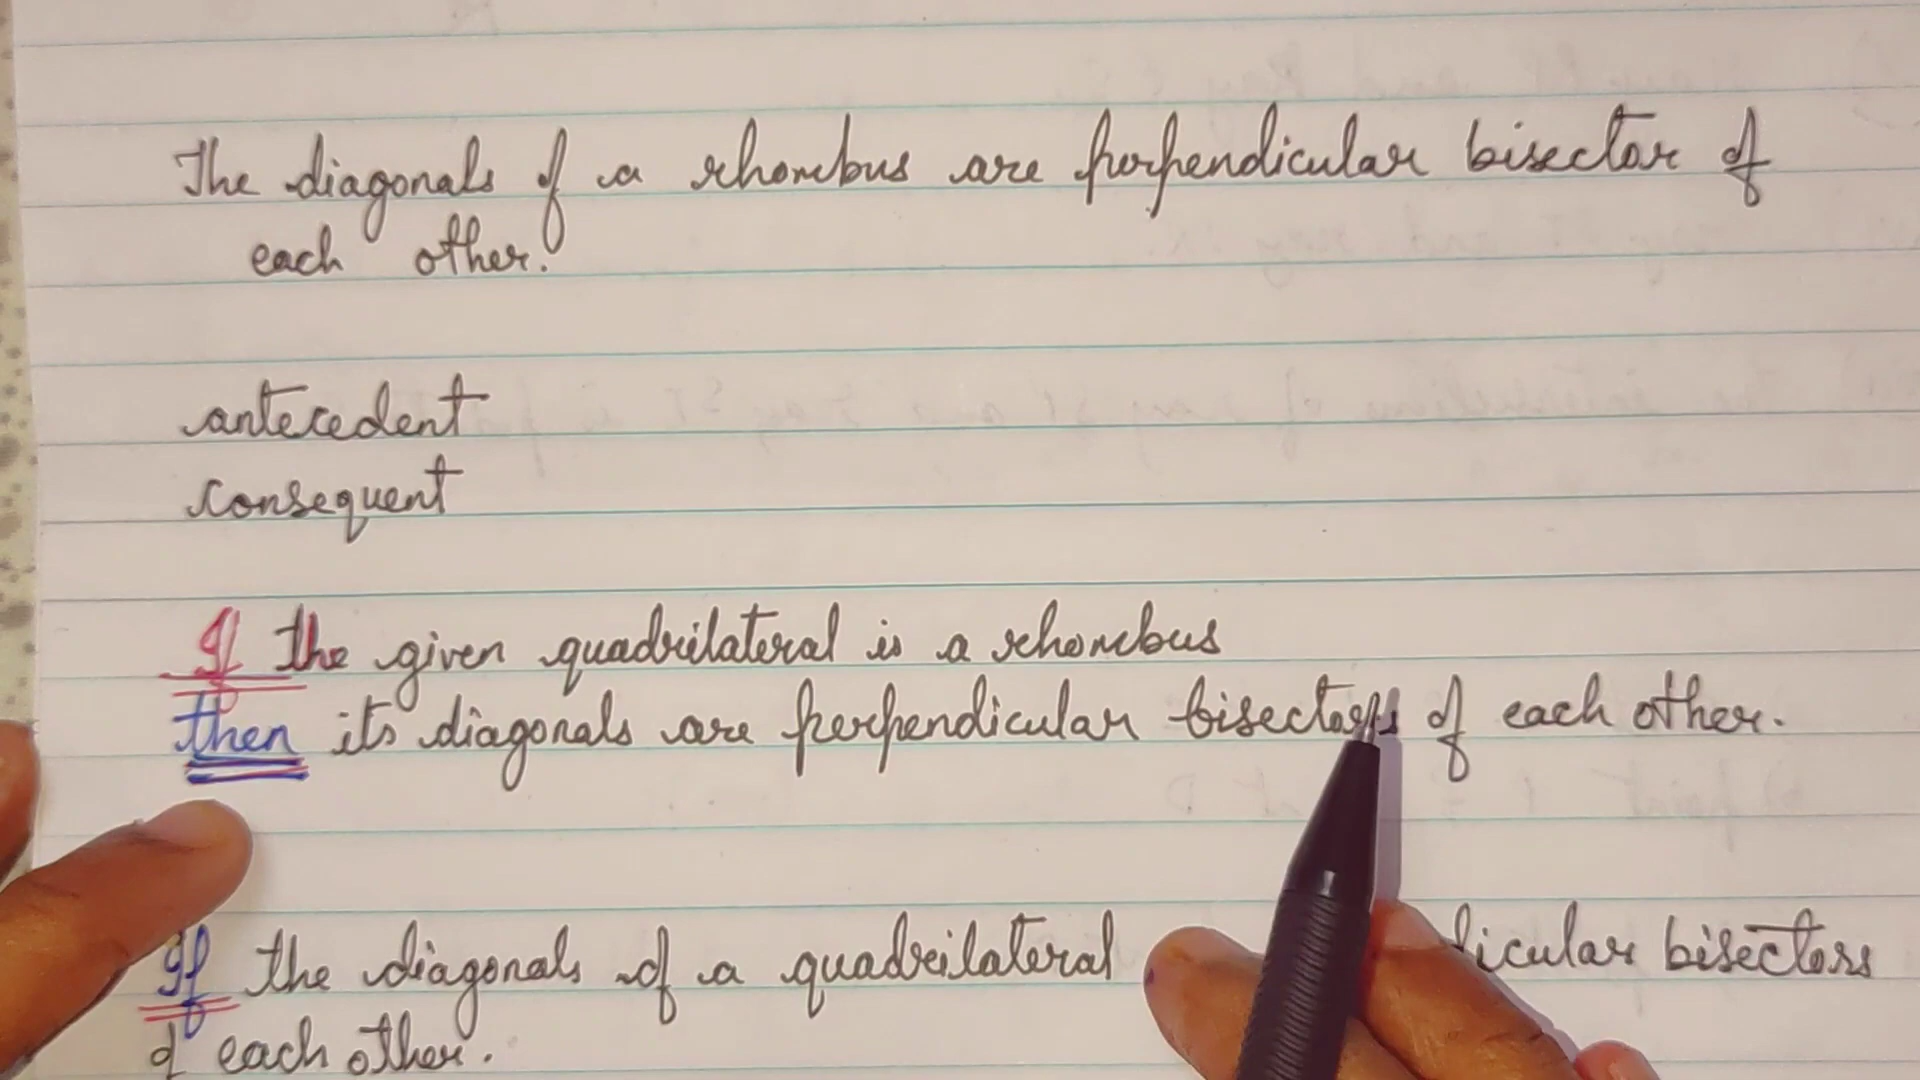 The diagonals of a rhombus are perpendicular bisector of
each other.
antecedent
consequent
If the given quadrilateral is a rhombus
then its diagonals are perpendicular bisectors of each other.
If the diagonals of a quadrilateral bisectors
of each other.